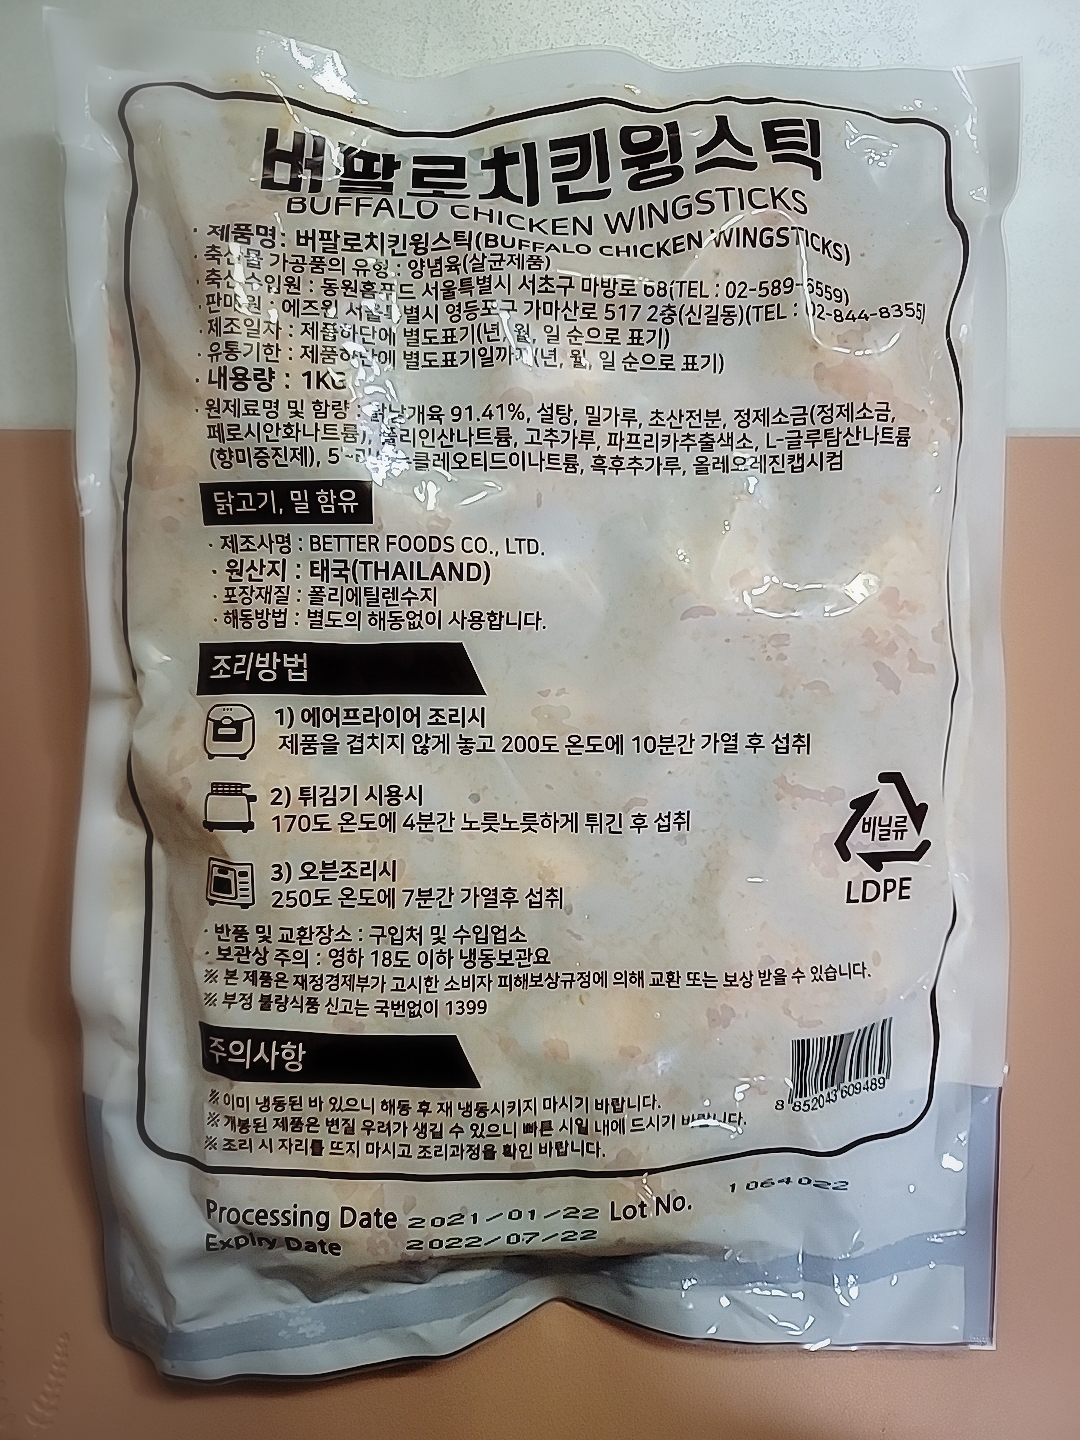 버팔로치킨윙스틱
BUFFALO CHICKEN WINGSTICKS
· 제품명: 버팔로치킨윙스틱(BUFFALO CHICKEN WINGSTICKS)
· 축산물 가공품의 유형 : 양념육(살균제품)
· 축산수입원 : 동원홈푸드 서울특별시 서초구 마방로 68(TEL : 02-589-6559)
· 판매원 : 에즈윈 서울특별시 영등포구 가마산로 517 2층(신길동)(TEL : 02-844-8355)
· 제조일자 : 제품하단에 별도표기(년, 월, 일 순으로 표기)
· 유통기한 : 제품하단에 별도표기일까지(년, 월, 일 순으로 표기)
· 내용량 : 1KG
· 원제료명 및 함량 : 닭날개육 91.41%, 설탕, 밀가루, 초산전분, 정제소금(정제소금,
페로시안화나트륨), 폴리인산나트륨, 고추가루, 파프리카추출색소, L-글루탐산나트륨
(향미증진제), 흑후추가루, 올레오레진캡시컴
닭고기, 밀 함유
· 제조사명 : BETTER FOODS CO., LTD.
· 원산지 : 태국(THAILAND)
· 포장재질 : 폴리에틸렌수지
· 해동방법 : 별도의 해동없이 사용합니다.
조리방법
1) 에어프라이어 조리시
제품을 겹치지 않게 놓고 200도 온도에 10분간 가열 후 섭취
2) 튀김기 시용시
170도 온도에 4분간 노릇노릇하게 튀긴 후 섭취
3) 오븐조리시
250도 온도에 7분간 가열후 섭취
비닐류
LDPE
· 반품 및 교환장소 : 구입처 및 수입업소
· 보관상 주의 : 영하 18도 이하 냉동보관요
※ 본 제품은 재정경제부가 고시한 소비자 피해보상규정에 의해 교환 또는 보상 받을 수 있습니다.
※ 부정 불량식품 신고는 국번없이 1399
주의사항
※ 이미 냉동된 바 있으니 해동 후 재 냉동시키지 마시기 바랍니다.
※ 개봉된 제품은 변질 우려가 생길 수 있으니 빠른 시일 내에 드시기 바랍니다.
※ 조리 시 자리를 뜨지 마시고 조리과정을 확인 바랍니다.
8 852043 609489
Processing Date 2021/01/22 Lot No. 1064022
Expiry Date 2022/07/22